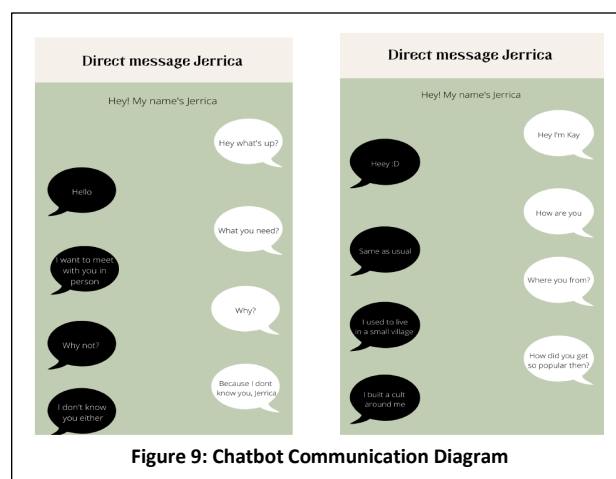 Direct message Jerrica
Hey! My name's Jerrica
Hey what's up?
Hello
What you need?
I want to meet
with you in
person
Why?
Why not?
Because I dont
know you, Jerrica
I don't know
you either
Direct message Jerrica
Hey! My name's Jerrica
Hey I'm Kay
Heey :D
How are you
Same as usual
Where you from?
I used to live
in a small village
How did you get
so popular then?
I built a cult
around me
Figure 9: Chatbot Communication Diagram